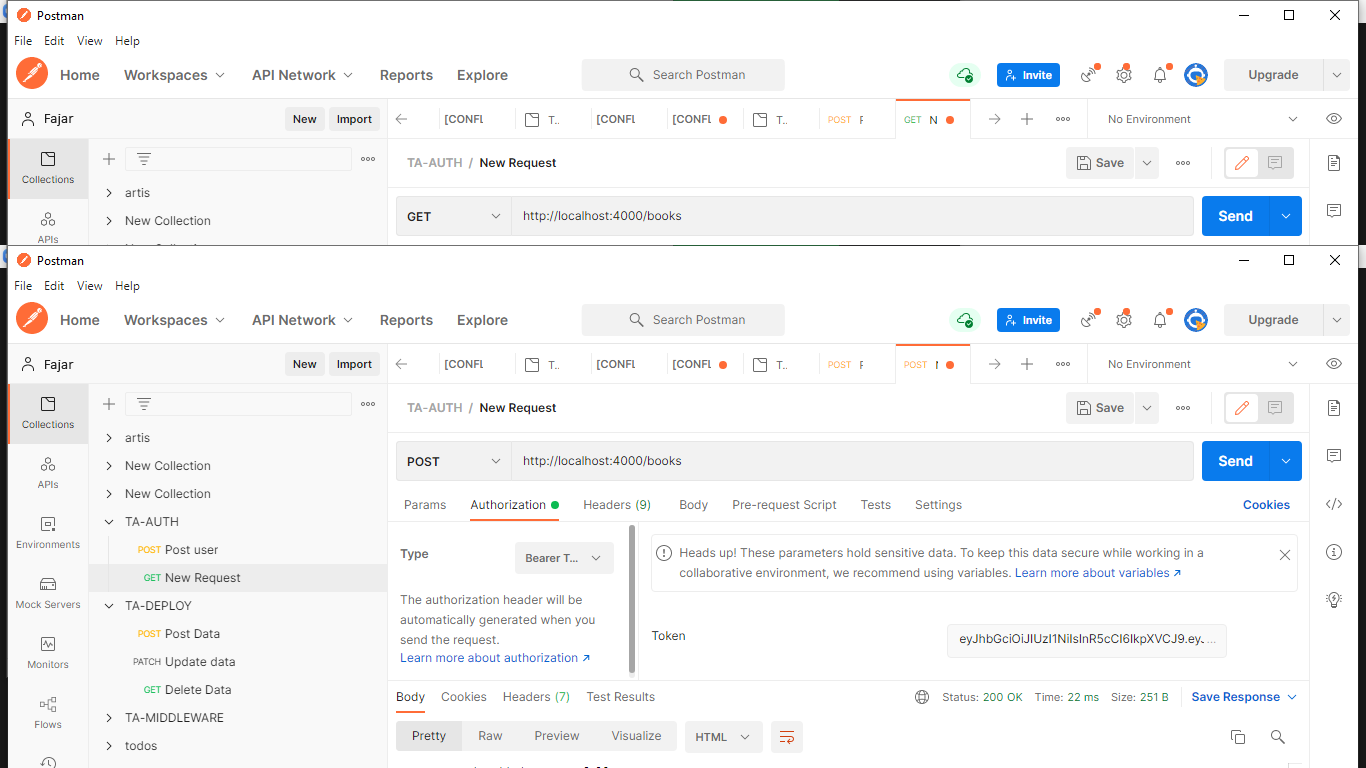 Postman
File Edit View Help
Home Workspaces API Network Reports Explore Search Postman Invite Upgrade
Fajar New Import [CONFL T.. [CONFL [CONFL T.. POST GET N No Environment
TA-AUTH / New Request Save
Collections
artis
GET http://localhost:4000/books Send
New Collection
APIs
Postman
File Edit View Help
Home Workspaces API Network Reports Explore Search Postman Invite Upgrade
Fajar New Import [CONFL T.. [CONFL [CONFL T.. POST POST No Environment
TA-AUTH / New Request Save
Collections
artis
POST http://localhost:4000/books Send
New Collection
APIs
New Collection
Params Authorization Headers (9) Body Pre-request Script Tests Settings Cookies
TA-AUTH
Environments
POST Post user
Type Bearer T...
Heads up! These parameters hold sensitive data. To keep this data secure while working in a
collaborative environment, we recommend using variables. Learn more about variables ↗
GET New Request
Mock Servers
TA-DEPLOY
The authorization header will be
automatically generated when you
send the request.
Learn more about authorization ↗
Token
POST Post Data
Monitors
PATCH Update data
GET Delete Data
Body Cookies Headers (7) Test Results Status: 200 OK Time: 22 ms Size: 251 B Save Response
Flows
TA-MIDDLEWARE
todos
Pretty Raw Preview Visualize HTML